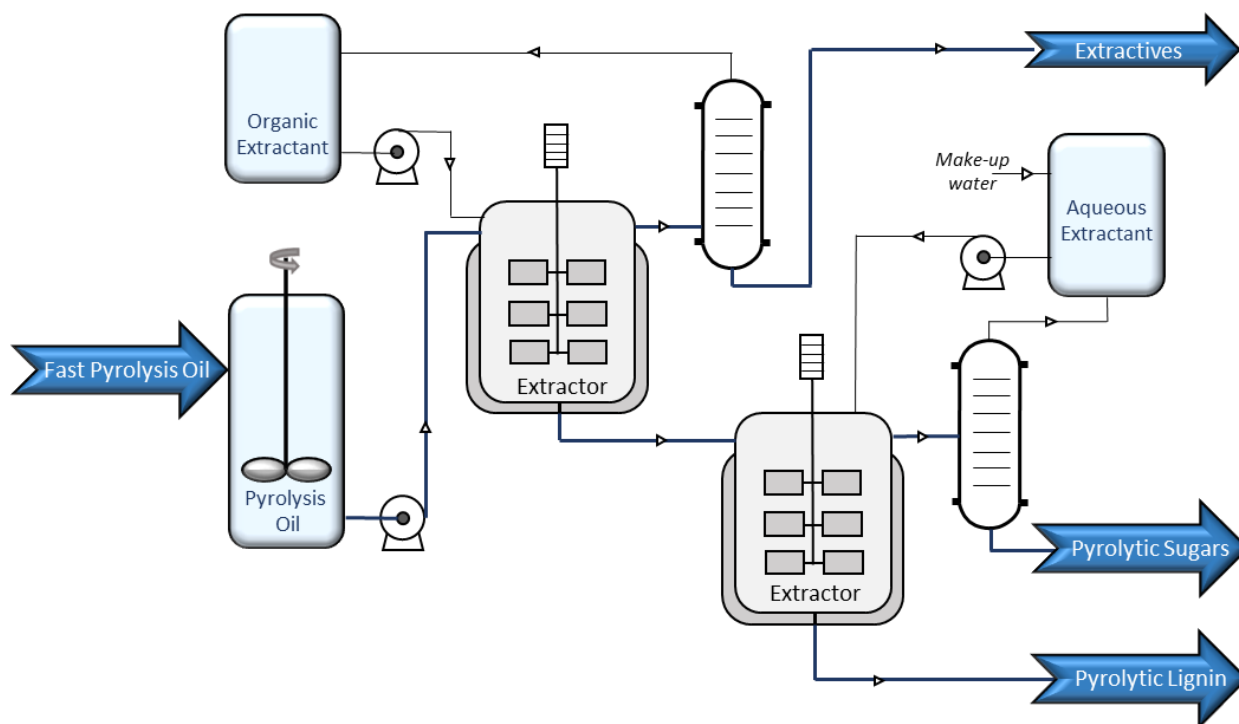 Extractives
Organic
Extractant
Make-up
water
Aqueous
Extractant
Fast Pyrolysis Oil
Extractor
Pyrolysis
Oil
Pyrolytic Sugars
Extractor
Pyrolytic Lignin